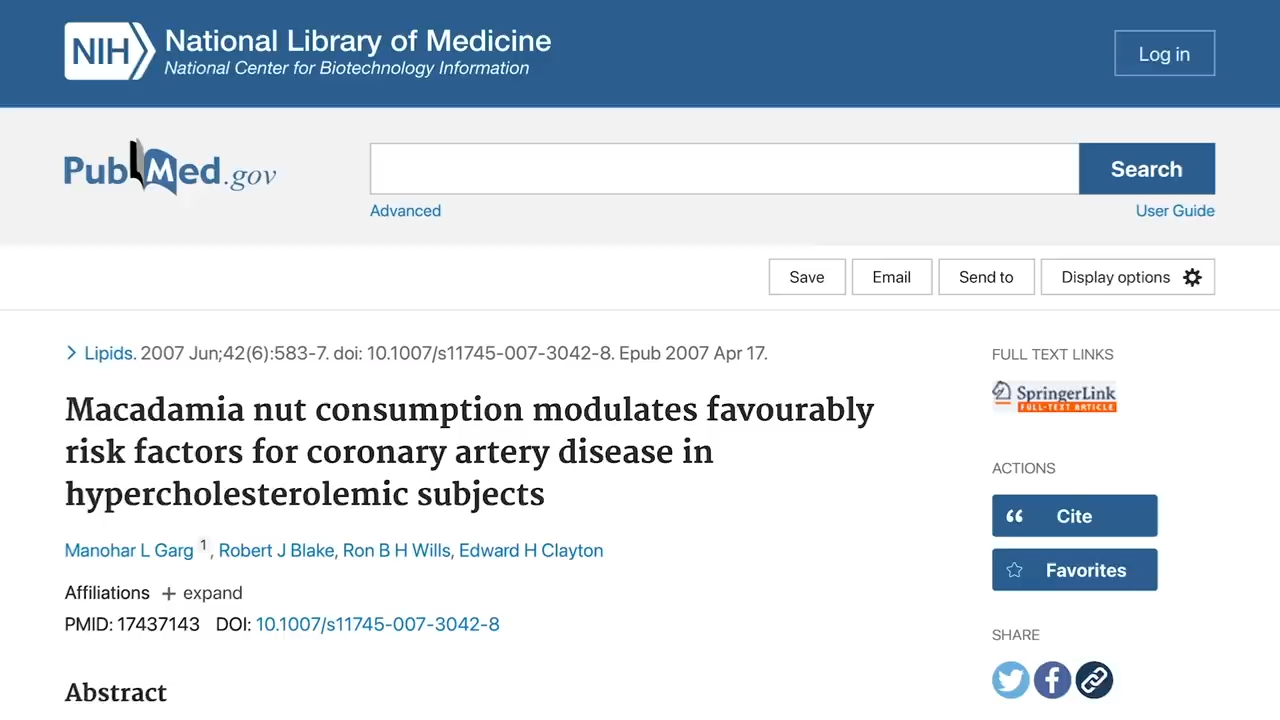 NIH National Library of Medicine
National Center for Biotechnology Information
Log in
PubMed.gov
Search
Advanced
User Guide
Save
Email
Send to
Display options
Lipids. 2007 Jun;42(6):583-7. doi: 10.1007/s11745-007-3042-8. Epub 2007 Apr 17.
Macadamia nut consumption modulates favourably
risk factors for coronary artery disease in
hypercholesterolemic subjects
Manohar L Garg 1, Robert J Blake, Ron B H Wills, Edward H Clayton
Affiliations + expand
PMID: 17437143 DOI: 10.1007/s11745-007-3042-8
Abstract
FULL TEXT LINKS
SpringerLink
FULL-TEXT ARTICLE
ACTIONS
Cite
Favorites
SHARE